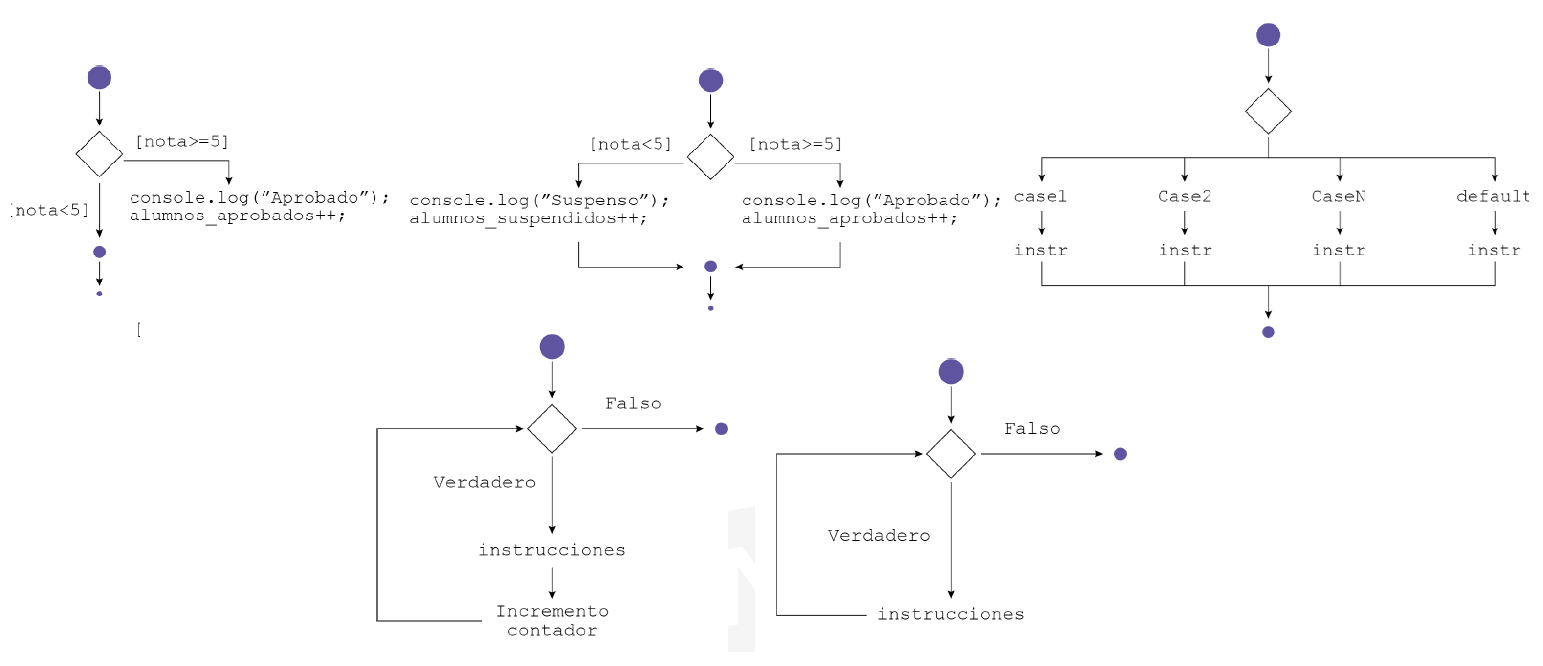 [nota>=5]
[nota<5]
console.log(”Aprobado”);
alumnos_aprobados++;
[nota<5]
[nota>=5]
console.log(”Suspenso”);
alumnos_suspendidos++;
console.log(”Aprobado”);
alumnos_aprobados++;
case1
Case2
CaseN
default
instr
instr
instr
instr
[
Falso
Verdadero
instrucciones
Incremento
contador
Falso
Verdadero
instrucciones